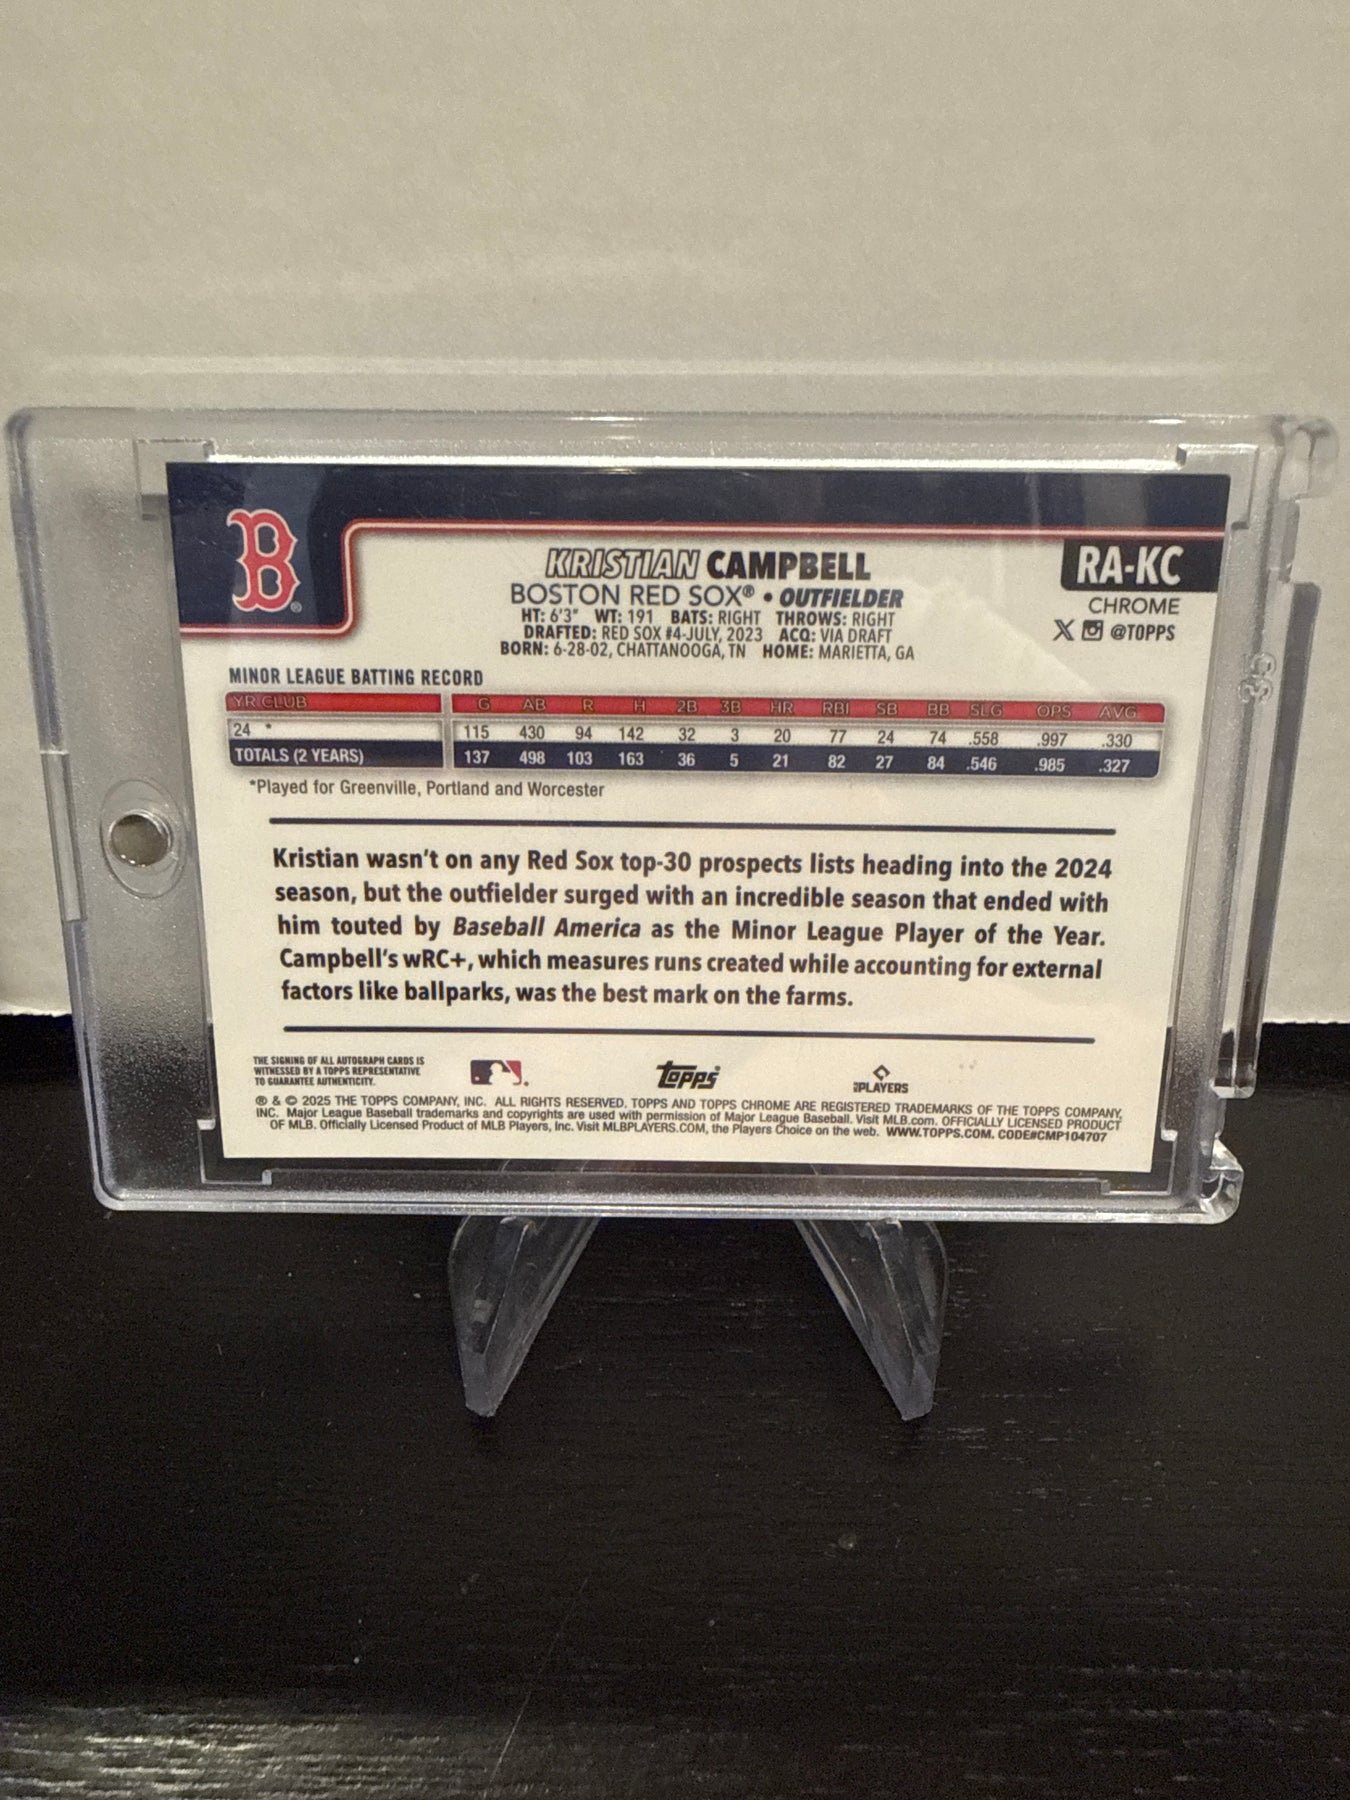 B
KRISTIAN CAMPBELL
RA-KC
BOSTON RED SOX® • OUTFIELDER
CHROME
HT: 6'3" WT: 191 BATS: RIGHT THROWS: RIGHT
X @TOPPS
DRAFTED: RED SOX #4-JULY, 2023 ACQ: VIA DRAFT
BORN: 6-28-02, CHATTANOOGA, TN HOME: MARIETTA, GA
MINOR LEAGUE BATTING RECORD
YR CLUB G AB R H 2B 3B HR RBI SB BB SLG OPS AVG
24 * 115 430 94 142 32 3 20 77 24 74 .558 .997 .330
TOTALS (2 YEARS) 137 498 103 163 36 5 21 82 27 84 .546 .985 .327
*Played for Greenville, Portland and Worcester
Kristian wasn't on any Red Sox top-30 prospects lists heading into the 2024
season, but the outfielder surged with an incredible season that ended with
him touted by Baseball America as the Minor League Player of the Year.
Campbell's wRC+, which measures runs created while accounting for external
factors like ballparks, was the best mark on the farms.
THE SIGNING OF ALL AUTOGRAPH CARDS IS
WITNESSED BY A TOPPS REPRESENTATIVE
TO GUARANTEE AUTHENTICITY.
topps
PLAYERS
® & © 2025 THE TOPPS COMPANY, INC. ALL RIGHTS RESERVED. TOPPS AND TOPPS CHROME ARE REGISTERED TRADEMARKS OF THE TOPPS COMPANY,
INC. Major League Baseball trademarks and copyrights are used with permission of Major League Baseball. Visit MLB.com. OFFICIALLY LICENSED PRODUCT
OF MLB. Officially Licensed Product of MLB Players, Inc. Visit MLBPLAYERS.COM, the Players Choice on the web. WWW.TOPPS.COM. CODE#CMP104707
35